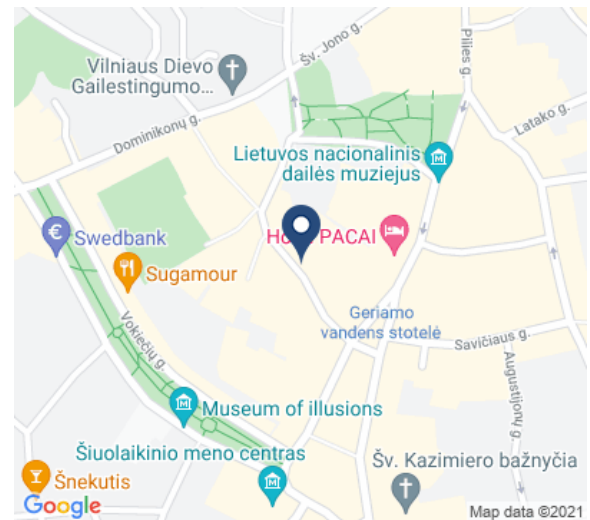 Šv. Jono g.
Pilies g.
Vilniaus Dievo
Gailestingumo...
Latako g.
Dominikonų g.
Lietuvos nacionalinis
dailės muziejus
Swedbank
PACAI
Sugamour
Geriamo
vandens stotelė
Savičiaus g.
Vokiečių g.
Augustijonų g.
Museum of illusions
Šiuolaikinio meno centras
Šv. Kazimiero bažnyčia
Šnekutis
Google
Map data ©2021